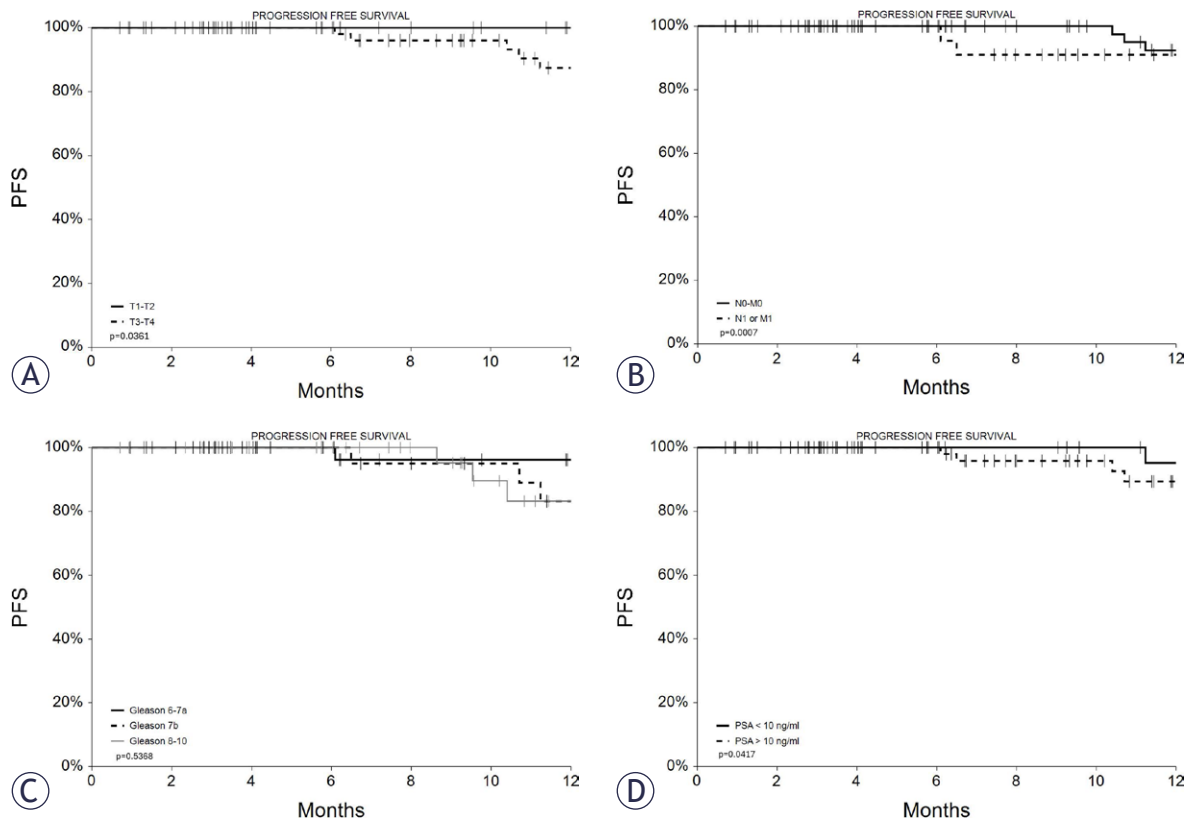 PROGRESSION FREE SURVIVAL
100%
80%
60%
40%
20%
0%
PFS
T1-T2
T3-T4
p=0.0361
0 2 4 6 8 10 12
Months
A
PROGRESSION FREE SURVIVAL
100%
80%
60%
40%
20%
0%
PFS
N0-M0
N1 or M1
p=0.0007
0 2 4 6 8 10 12
Months
B
PROGRESSION FREE SURVIVAL
100%
80%
60%
40%
20%
0%
PFS
Gleason 6-7a
Gleason 7b
Gleason 8-10
p=0.5368
0 2 4 6 8 10 12
Months
C
PROGRESSION FREE SURVIVAL
100%
80%
60%
40%
20%
0%
PFS
PSA < 10 ng/ml
PSA > 10 ng/ml
p=0.0417
0 2 4 6 8 10 12
Months
D